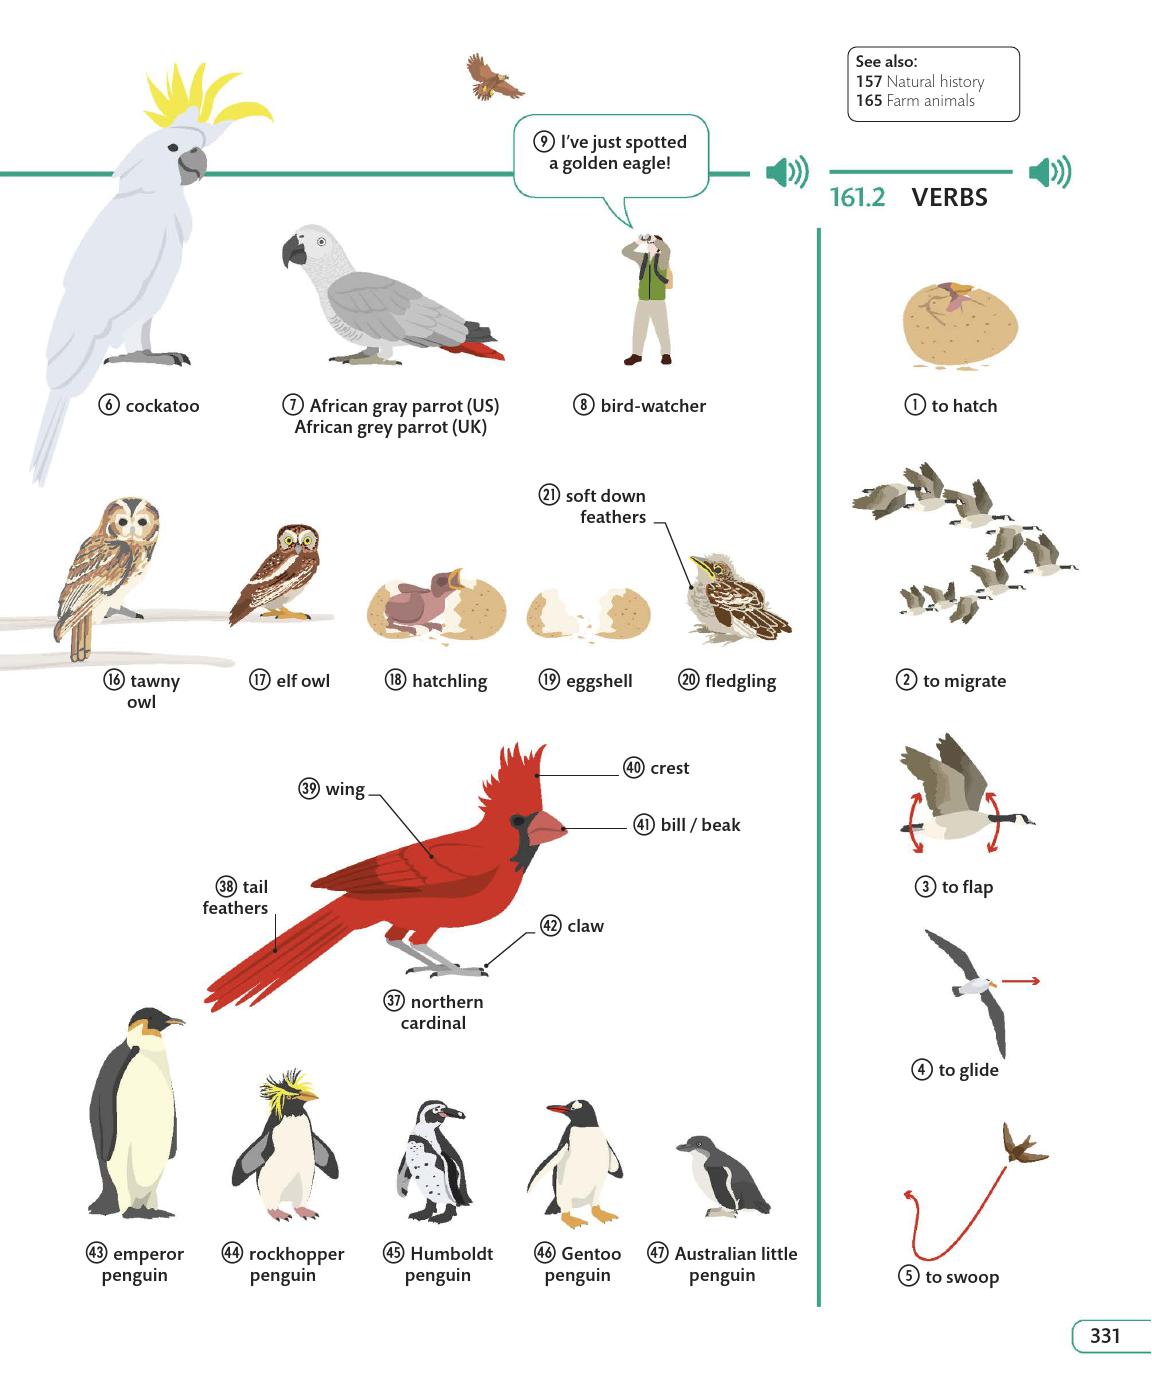 See also:
157 Natural history
165 Farm animals
⑨ I've just spotted
a golden eagle!
161.2 VERBS
⑥ cockatoo
⑦ African gray parrot (US)
African grey parrot (UK)
⑧ bird-watcher
① to hatch
㉑ soft down
feathers
⑯ tawny
owl
⑰ elf owl
⑱ hatchling
⑲ eggshell
⑳ fledgling
② to migrate
㊵ crest
㊴ wing
㊶ bill / beak
㊳ tail
feathers
㊷ claw
㊲ northern
cardinal
③ to flap
④ to glide
㊸ emperor
penguin
㊹ rockhopper
penguin
㊺ Humboldt
penguin
㊻ Gentoo
penguin
㊼ Australian little
penguin
⑤ to swoop
331